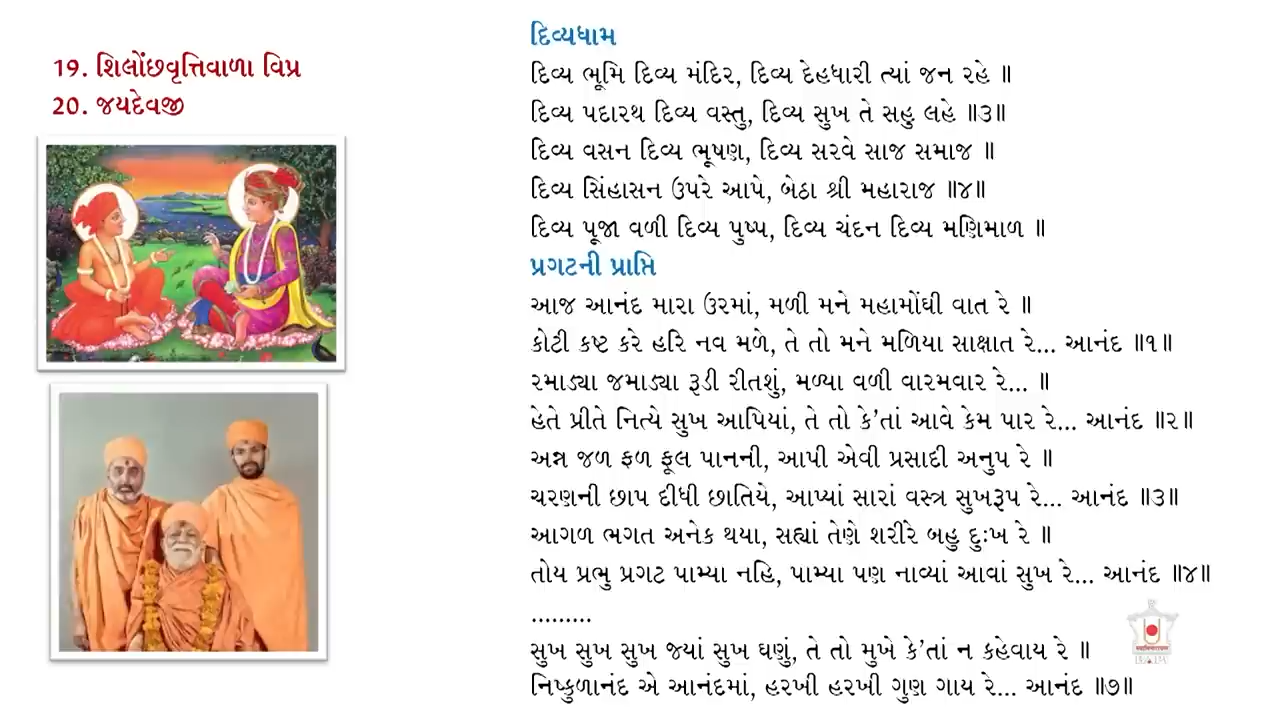 19. શિલોંછવૃત્તિવાળા વિપ્ર
20. જયદેવજી
દિવ્યધામ
દિવ્ય ભૂમિ દિવ્ય મંદિર, દિવ્ય દેહધારી ત્યાં જન રહે ॥
દિવ્ય પદારથ દિવ્ય વસ્તુ, દિવ્ય સુખ તે સહુ લહે ॥૩॥
દિવ્ય વસન દિવ્ય ભૂષણ, દિવ્ય સરવે સાજ સમાજ ॥
દિવ્ય સિંહાસન ઉપરે આપે, બેઠા શ્રી મહારાજ ॥૪॥
દિવ્ય પૂજા વળી દિવ્ય પુષ્પ, દિવ્ય ચંદન દિવ્ય મણિમાળ ॥
પ્રગટની પ્રાપ્તિ
આજ આનંદ મારા ઉરમાં, મળી મને મહામોંઘી વાત રે ॥
કોટી કષ્ટ કરે હરિ નવ મળે, તે તો મને મળિયા સાક્ષાત રે... આનંદ ॥૧॥
રમાડ્યા જમાડ્યા રૂડી રીતશું, મળ્યા વળી વારમવાર રે... ॥
હેતે પ્રીતે નિત્યે સુખ આપિયાં, તે તો કે’તાં આવે કેમ પાર રે... આનંદ ॥૨॥
અન્ન જળ ફળ ફૂલ પાનની, આપી એવી પ્રસાદી અનુપ રે ॥
ચરણની છાપ દીધી છાતિયે, આપ્યાં સારાં વસ્ત્ર સુખરૂપ રે... આનંદ ॥૩॥
આગળ ભગત અનેક થયા, સહ્યાં તેણે શરીરે બહુ દુઃખ રે ॥
તોય પ્રભુ પ્રગટ પામ્યા નહિ, પામ્યા પણ નાવ્યાં આવાં સુખ રે... આનંદ ॥૪॥
.........
સુખ સુખ સુખ જ્યાં સુખ ઘણું, તે તો મુખે કે’તાં ન કહેવાય રે ॥
નિષ્કુળાનંદ એ આનંદમાં, હરખી હરખી ગુણ ગાય રે... આનંદ ॥૭॥